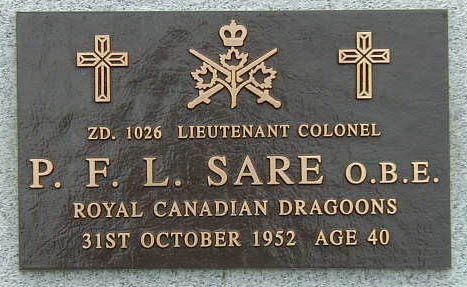 ZD. 1026 LIEUTENANT COLONEL
P. F. L. SARE O.B.E.
ROYAL CANADIAN DRAGOONS
31ST OCTOBER 1952 AGE 40